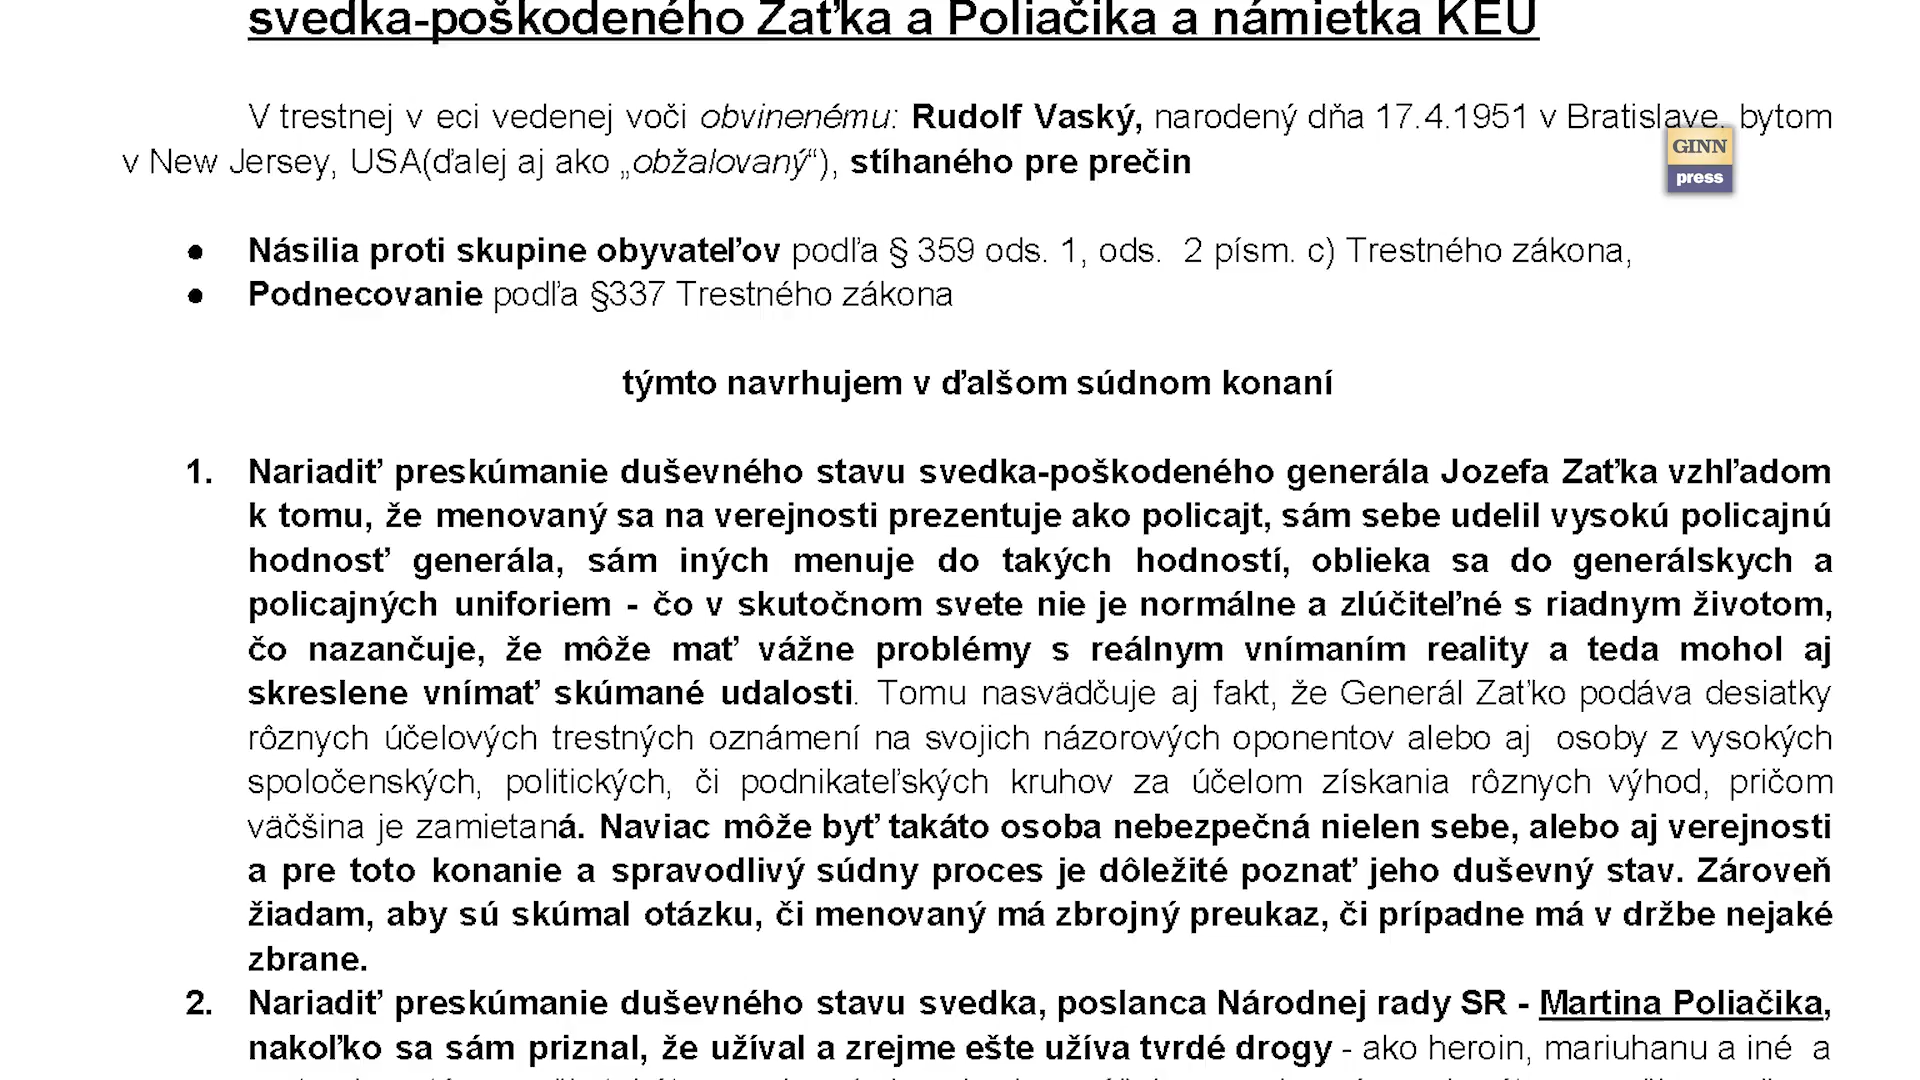 svedka-poškodeného Zaťka a Poliačika a námietka KEÚ
V trestnej v eci vedenej voči obvinenému: Rudolf Vaský, narodený dňa 17.4.1951 v Bratislave, bytom
v New Jersey, USA(ďalej aj ako „obžalovaný“), stíhaného pre prečin
GINN
press
● Násilia proti skupine obyvateľov podľa § 359 ods. 1, ods. 2 písm. c) Trestného zákona,
● Podnecovanie podľa §337 Trestného zákona
týmto navrhujem v ďalšom súdnom konaní
1. Nariadiť preskúmanie duševného stavu svedka-poškodeného generála Jozefa Zaťka vzhľadom
k tomu, že menovaný sa na verejnosti prezentuje ako policajt, sám sebe udelil vysokú policajnú
hodnosť generála, sám iných menuje do takých hodností, oblieka sa do generálskych a
policajných uniforiem - čo v skutočnom svete nie je normálne a zlúčiteľné s riadnym životom,
čo nazančuje, že môže mať vážne problémy s reálnym vnímaním reality a teda mohol aj
skreslene vnímať skúmané udalosti. Tomu nasvädčuje aj fakt, že Generál Zaťko podáva desiatky
rôznych účelových trestných oznámení na svojich názorových oponentov alebo aj osoby z vysokých
spoločenských, politických, či podnikateľských kruhov za účelom získania rôznych výhod, pričom
väčšina je zamietaná. Naviac môže byť takáto osoba nebezpečná nielen sebe, alebo aj verejnosti
a pre toto konanie a spravodlivý súdny proces je dôležité poznať jeho duševný stav. Zároveň
žiadam, aby sú skúmal otázku, či menovaný má zbrojný preukaz, či prípadne má v držbe nejaké
zbrane.
2. Nariadiť preskúmanie duševného stavu svedka, poslanca Národnej rady SR - Martina Poliačika,
nakoľko sa sám priznal, že užíval a zrejme ešte užíva tvrdé drogy - ako heroin, mariuhanu a iné a